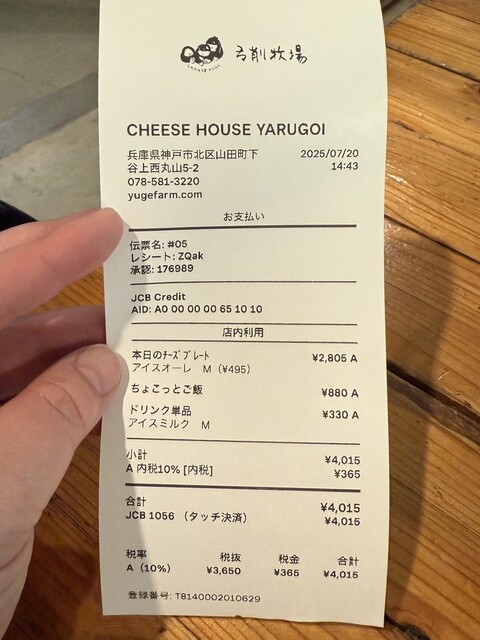 弓削牧場
CHEESE HOUSE YARUGOI
兵庫県神戸市北区山田町下 2025/07/20
谷上西丸山5-2 14:43
078-581-3220
yugefarm.com
お支払い
伝票名: #05
レシート: ZQak
承認: 176989
JCB Credit
AID: A0 00 00 00 65 10 10
店内利用
本日のﾁｰｽﾞﾌﾟﾚｰﾄ ¥2,805 A
アイスオーレ M (¥495)
ちょこっとご飯 ¥880 A
ドリンク単品 ¥330 A
アイスミルク M
小計 ¥4,015
A 内税10% [内税] ¥365
合計 ¥4,015
JCB 1056 （タッチ決済） ¥4,015
税率 税抜 税金 合計
A（10%） ¥3,650 ¥365 ¥4,015
登録番号: T8140002010629